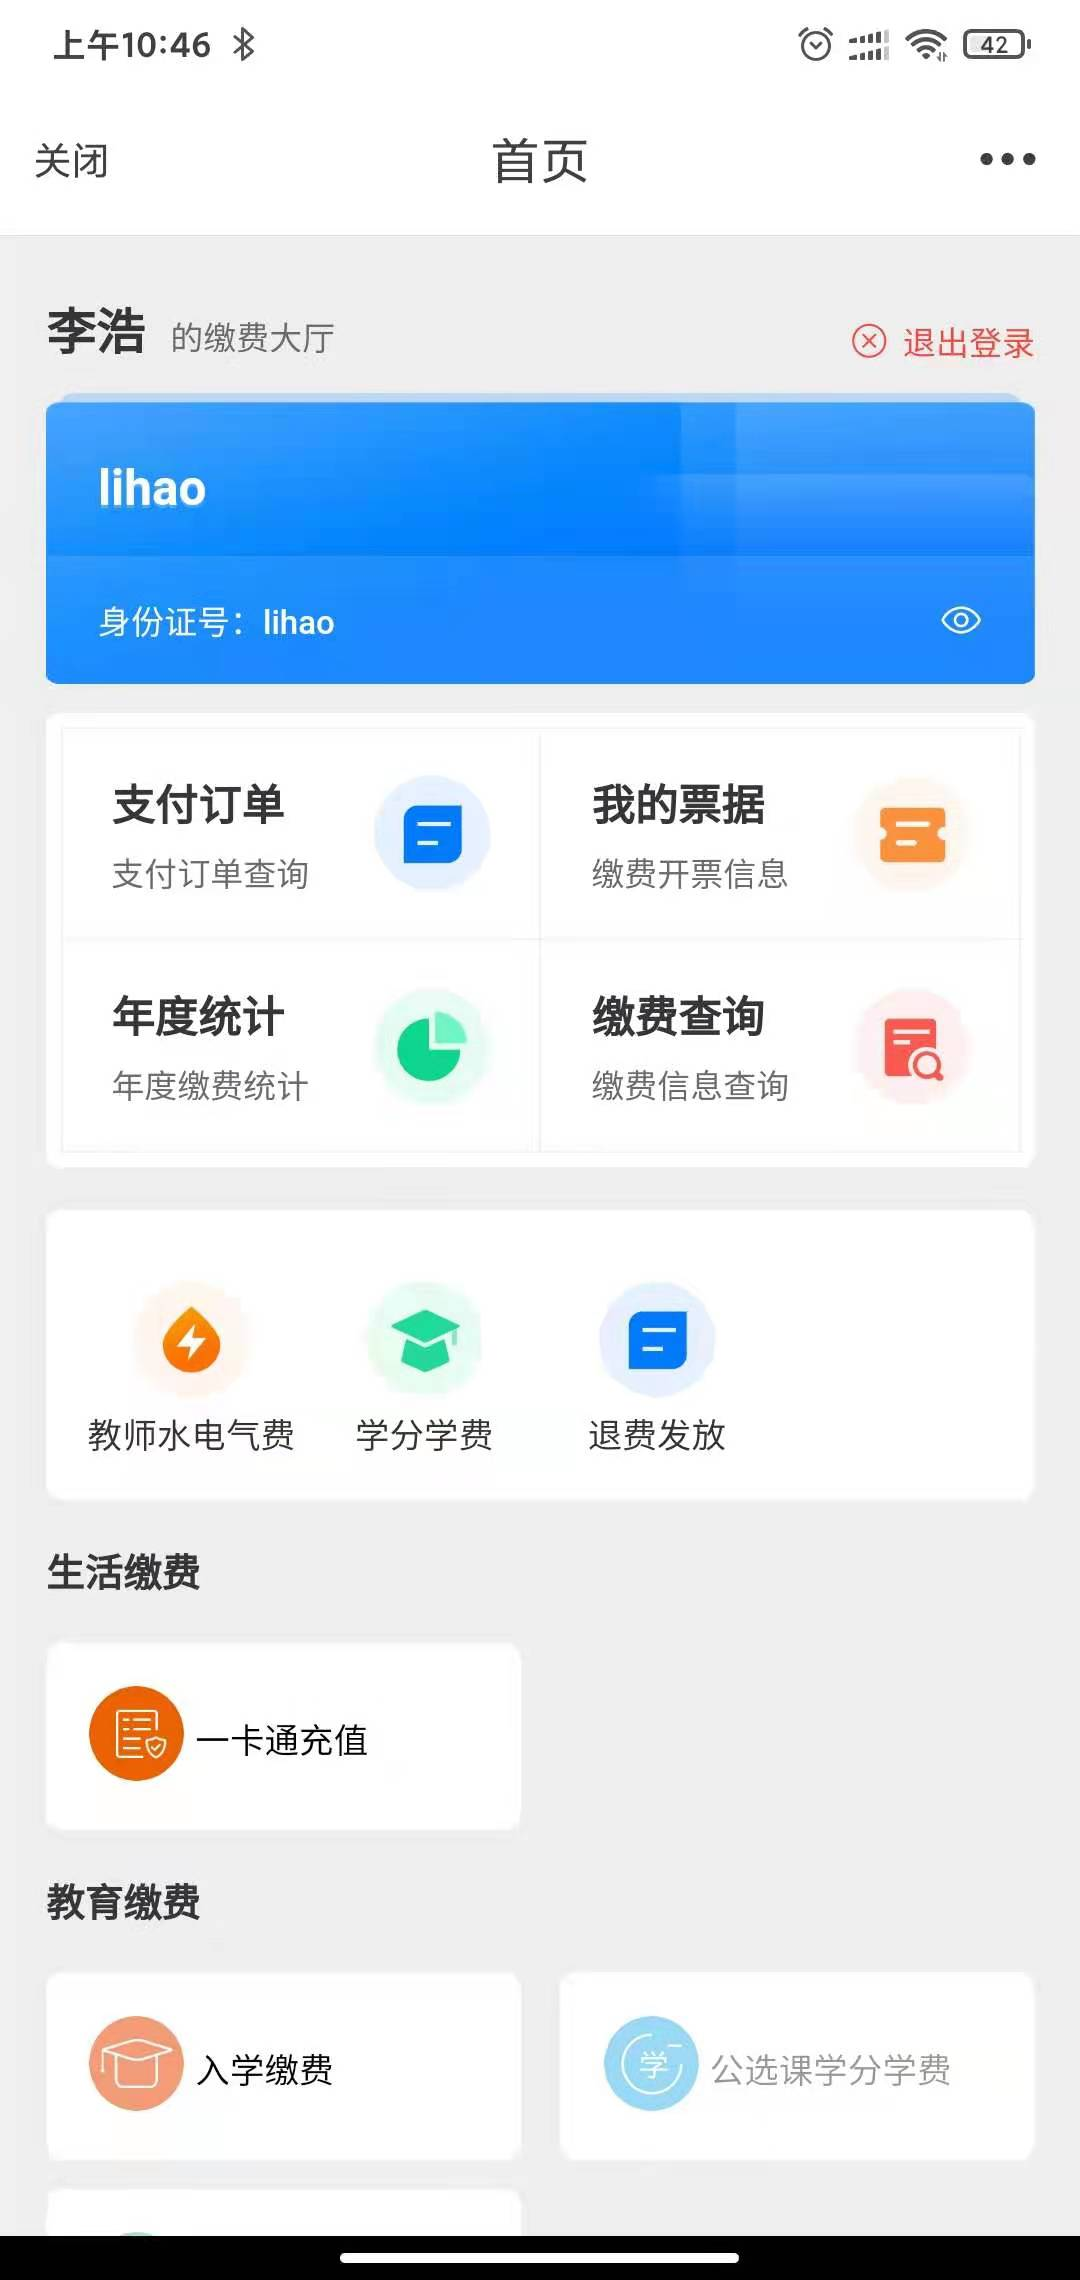 上午10:46
42
关闭
首页
李浩 的缴费大厅
退出登录
lihao
身份证号：lihao
支付订单
支付订单查询
我的票据
缴费开票信息
年度统计
年度缴费统计
缴费查询
缴费信息查询
教师水电气费
学分学费
退费发放
生活缴费
一卡通充值
教育缴费
入学缴费
学
公选课学分学费